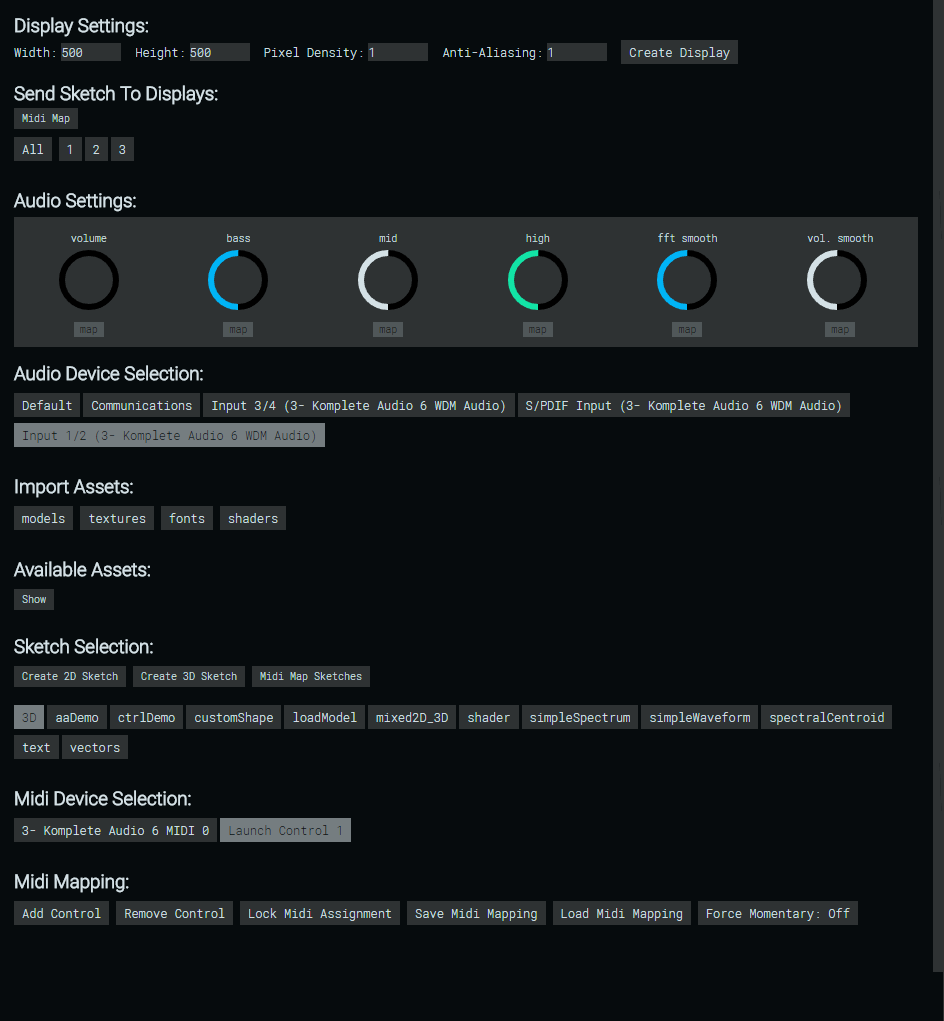 Display Settings:
Width: 500 Height: 500 Pixel Density: 1 Anti-Aliasing: 1 Create Display
Send Sketch To Displays:
Midi Map
All 1 2 3
Audio Settings:
volume bass mid high fft smooth vol. smooth
map map map map map map
Audio Device Selection:
Default Communications Input 3/4 (3- Komplete Audio 6 WDM Audio) S/PDIF Input (3- Komplete Audio 6 WDM Audio)
Input 1/2 (3- Komplete Audio 6 WDM Audio)
Import Assets:
models textures fonts shaders
Available Assets:
Show
Sketch Selection:
Create 2D Sketch Create 3D Sketch Midi Map Sketches
3D aaDemo ctrlDemo customShape loadModel mixed2D_3D shader simpleSpectrum simpleWaveform spectralCentroid
text vectors
Midi Device Selection:
3- Komplete Audio 6 MIDI 0 Launch Control 1
Midi Mapping:
Add Control Remove Control Lock Midi Assignment Save Midi Mapping Load Midi Mapping Force Momentary: Off